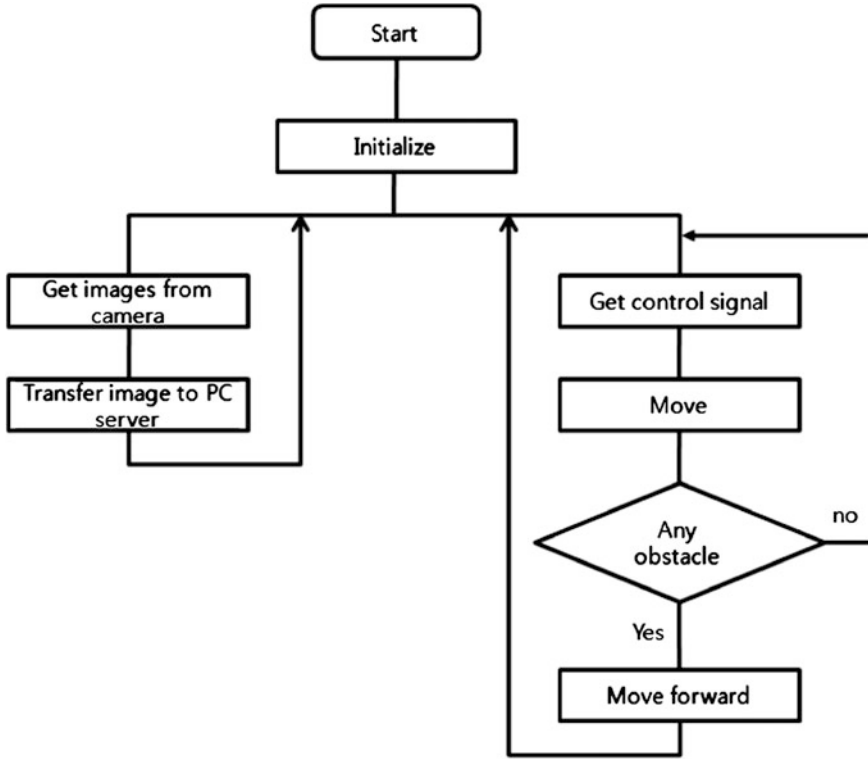 Start
Initialize
Get images from
camera
Transfer image to PC
server
Get control signal
Move
Any
obstacle
no
Yes
Move forward